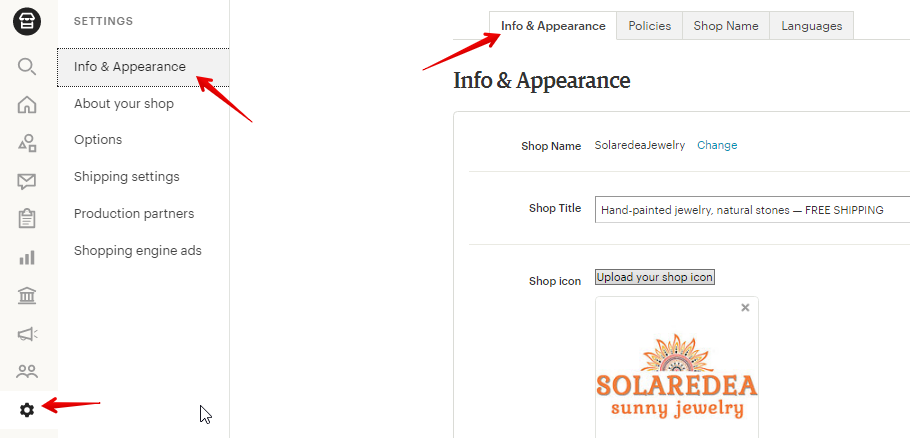 SETTINGS
Info & Appearance
About your shop
Options
Shipping settings
Production partners
Shopping engine ads
Info & Appearance
Policies
Shop Name
Languages
Info & Appearance
Shop Name SolaredeaJewelry Change
Shop Title Hand-painted jewelry, natural stones — FREE SHIPPING
Shop icon Upload your shop icon
SOLAREDEA
sunny jewelry